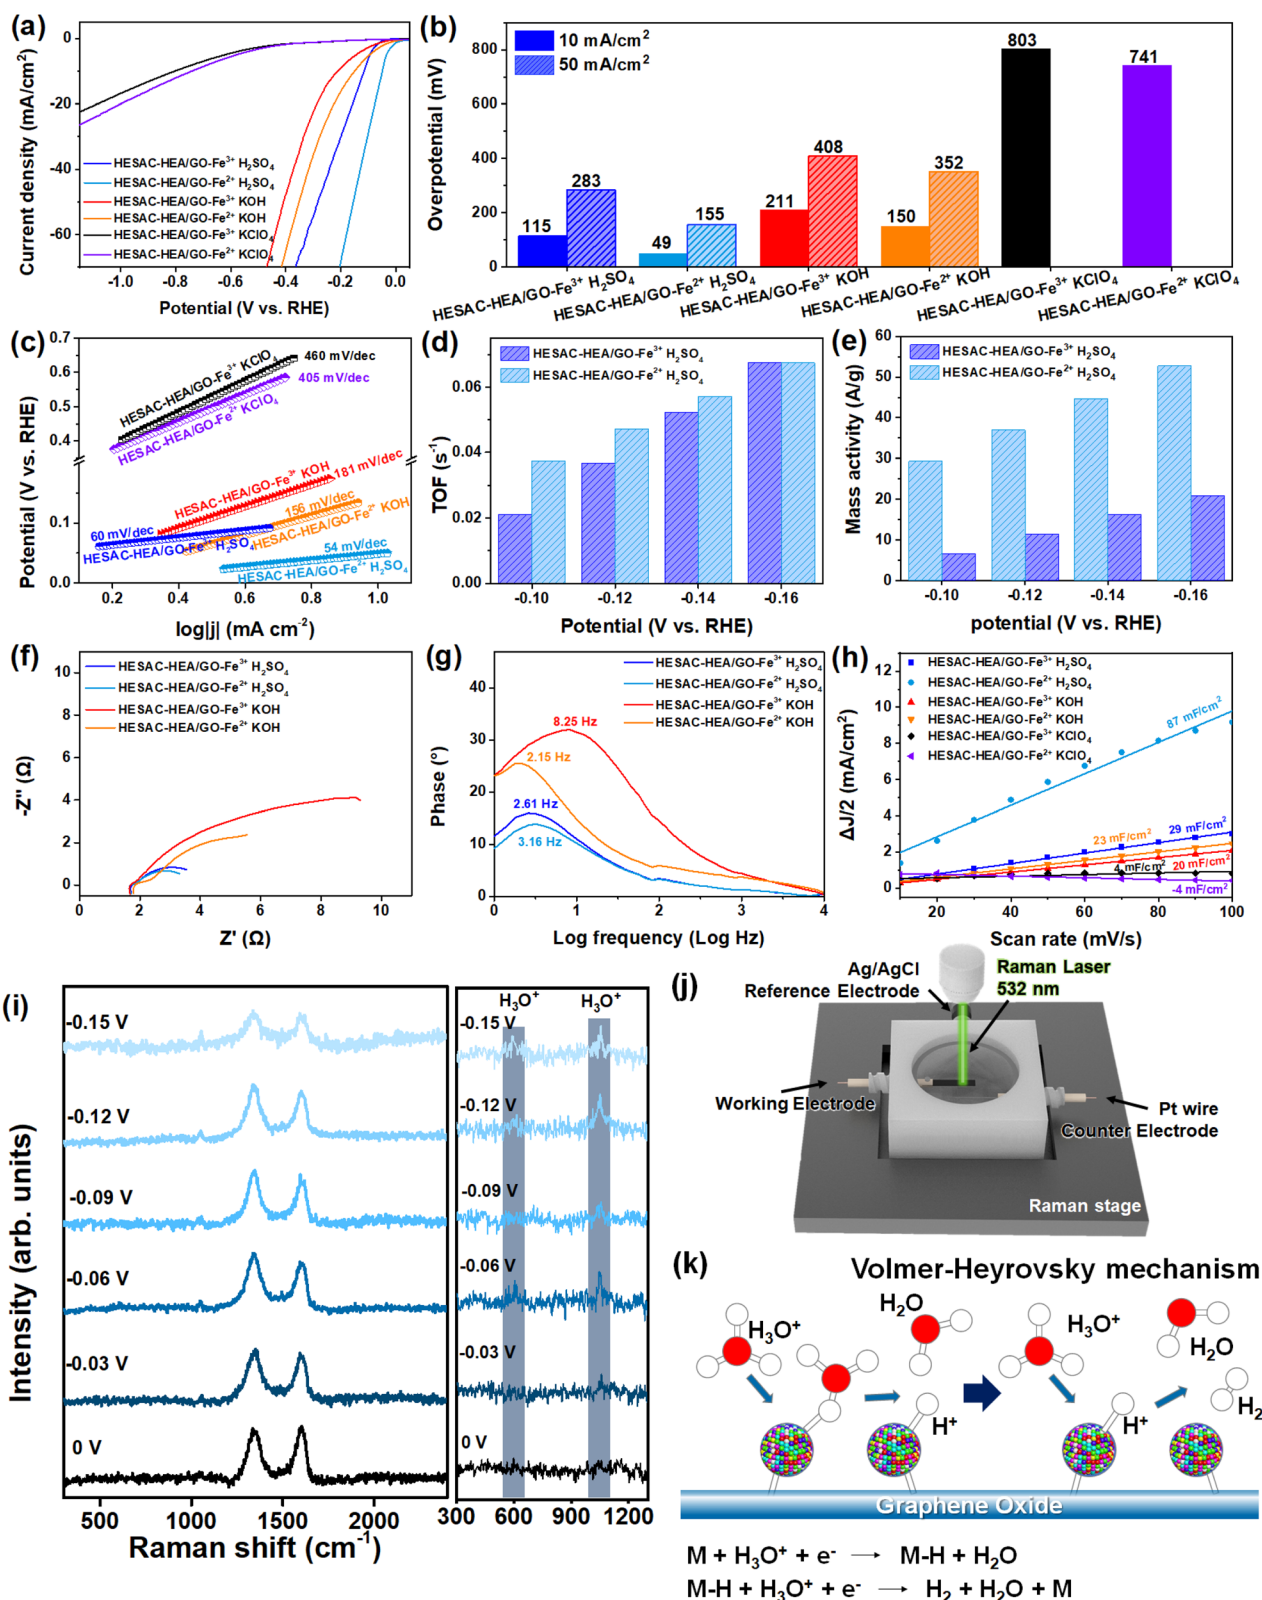 (a)
Current density (mA/cm²)
0
-20
-40
-60
HESAC-HEA/GO-Fe³⁺ H₂SO₄
HESAC-HEA/GO-Fe²⁺ H₂SO₄
HESAC-HEA/GO-Fe³⁺ KOH
HESAC-HEA/GO-Fe²⁺ KOH
HESAC-HEA/GO-Fe³⁺ KClO₄
HESAC-HEA/GO-Fe²⁺ KClO₄
-1.0 -0.8 -0.6 -0.4 -0.2 0.0
Potential (V vs. RHE)
(b)
Overpotential (mV)
800
600
400
200
0
10 mA/cm²
50 mA/cm²
115 283 49 155 211 408 150 352 803 741
HESAC-HEA/GO-Fe³⁺ H₂SO₄
HESAC-HEA/GO-Fe²⁺ H₂SO₄
HESAC-HEA/GO-Fe³⁺ KOH
HESAC-HEA/GO-Fe²⁺ KOH
HESAC-HEA/GO-Fe³⁺ KClO₄
HESAC-HEA/GO-Fe²⁺ KClO₄
(c)
Potential (V vs. RHE)
0.7
0.6
0.5
0.4
0.1
0.0
HESAC-HEA/GO-Fe³⁺ KClO₄
460 mV/dec
405 mV/dec
HESAC-HEA/GO-Fe²⁺ KClO₄
HESAC-HEA/GO-Fe³⁺ KOH
181 mV/dec
156 mV/dec
HESAC-HEA/GO-Fe²⁺ KOH
60 mV/dec
HESAC-HEA/GO-Fe³⁺ H₂SO₄
54 mV/dec
HESAC-HEA/GO-Fe²⁺ H₂SO₄
0.2 0.4 0.6 0.8 1.0
log|j| (mA cm⁻²)
(d)
TOF (s⁻¹)
0.06
0.04
0.02
0.00
HESAC-HEA/GO-Fe³⁺ H₂SO₄
HESAC-HEA/GO-Fe²⁺ H₂SO₄
-0.10 -0.12 -0.14 -0.16
Potential (V vs. RHE)
(e)
Mass activity (A/g)
60
50
40
30
20
10
0
HESAC-HEA/GO-Fe³⁺ H₂SO₄
HESAC-HEA/GO-Fe²⁺ H₂SO₄
-0.10 -0.12 -0.14 -0.16
potential (V vs. RHE)
(f)
-Z'' (Ω)
10
8
6
4
2
0
HESAC-HEA/GO-Fe³⁺ H₂SO₄
HESAC-HEA/GO-Fe²⁺ H₂SO₄
HESAC-HEA/GO-Fe³⁺ KOH
HESAC-HEA/GO-Fe²⁺ KOH
0 2 4 6 8 10
Z' (Ω)
(g)
Phase (°)
40
30
20
10
0
HESAC-HEA/GO-Fe³⁺ H₂SO₄
HESAC-HEA/GO-Fe²⁺ H₂SO₄
HESAC-HEA/GO-Fe³⁺ KOH
HESAC-HEA/GO-Fe²⁺ KOH
8.25 Hz
2.15 Hz
2.61 Hz
3.16 Hz
0 1 2 3 4
Log frequency (Log Hz)
(h)
ΔJ/2 (mA/cm²)
12
10
8
6
4
2
0
HESAC-HEA/GO-Fe³⁺ H₂SO₄
HESAC-HEA/GO-Fe²⁺ H₂SO₄
HESAC-HEA/GO-Fe³⁺ KOH
HESAC-HEA/GO-Fe²⁺ KOH
HESAC-HEA/GO-Fe³⁺ KClO₄
HESAC-HEA/GO-Fe²⁺ KClO₄
87 mF/cm²
29 mF/cm²
23 mF/cm²
4 mF/cm²
20 mF/cm²
-4 mF/cm²
20 40 60 80 100
Scan rate (mV/s)
(i)
Intensity (arb. units)
-0.15 V
-0.12 V
-0.09 V
-0.06 V
-0.03 V
0 V
500 1000 1500 2000
H₃O⁺ H₃O⁺
-0.15 V
-0.12 V
-0.09 V
-0.06 V
-0.03 V
0 V
300 600 900 1200
Raman shift (cm⁻¹)
(j)
Ag/AgCl
Reference Electrode
Raman Laser
532 nm
Working Electrode
Pt wire
Counter Electrode
Raman stage
(k)
Volmer-Heyrovsky mechanism
H₃O⁺
H₂O
H⁺
H₃O⁺
H₂O
H⁺
H₂
Graphene Oxide
M + H₃O⁺ + e⁻ → M-H + H₂O
M-H + H₃O⁺ + e⁻ → H₂ + H₂O + M